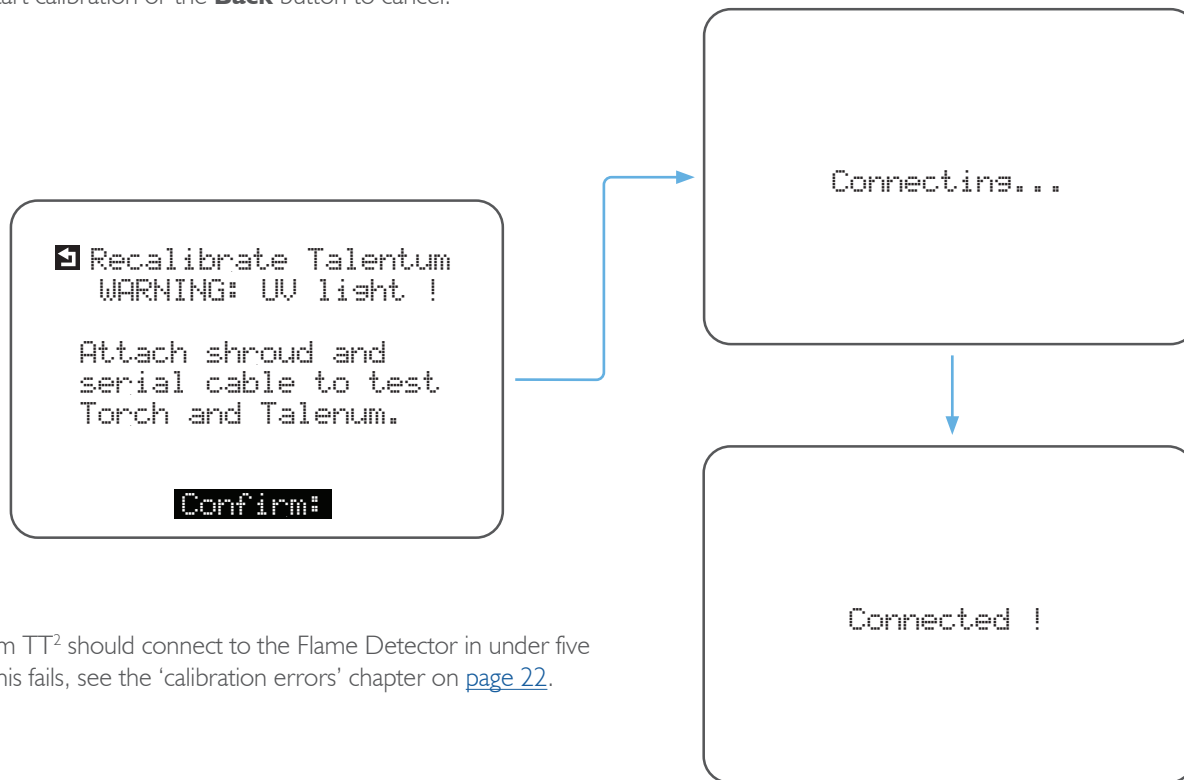 start calibration or the Back button to cancel.
Recalibrate Talentum
WARNING: UV light !
Attach shroud and
serial cable to test
Torch and Talenum.
Confirm:
Connecting...
Connected !
TT² should connect to the Flame Detector in under five
fails, see the ‘calibration errors’ chapter on page 22.